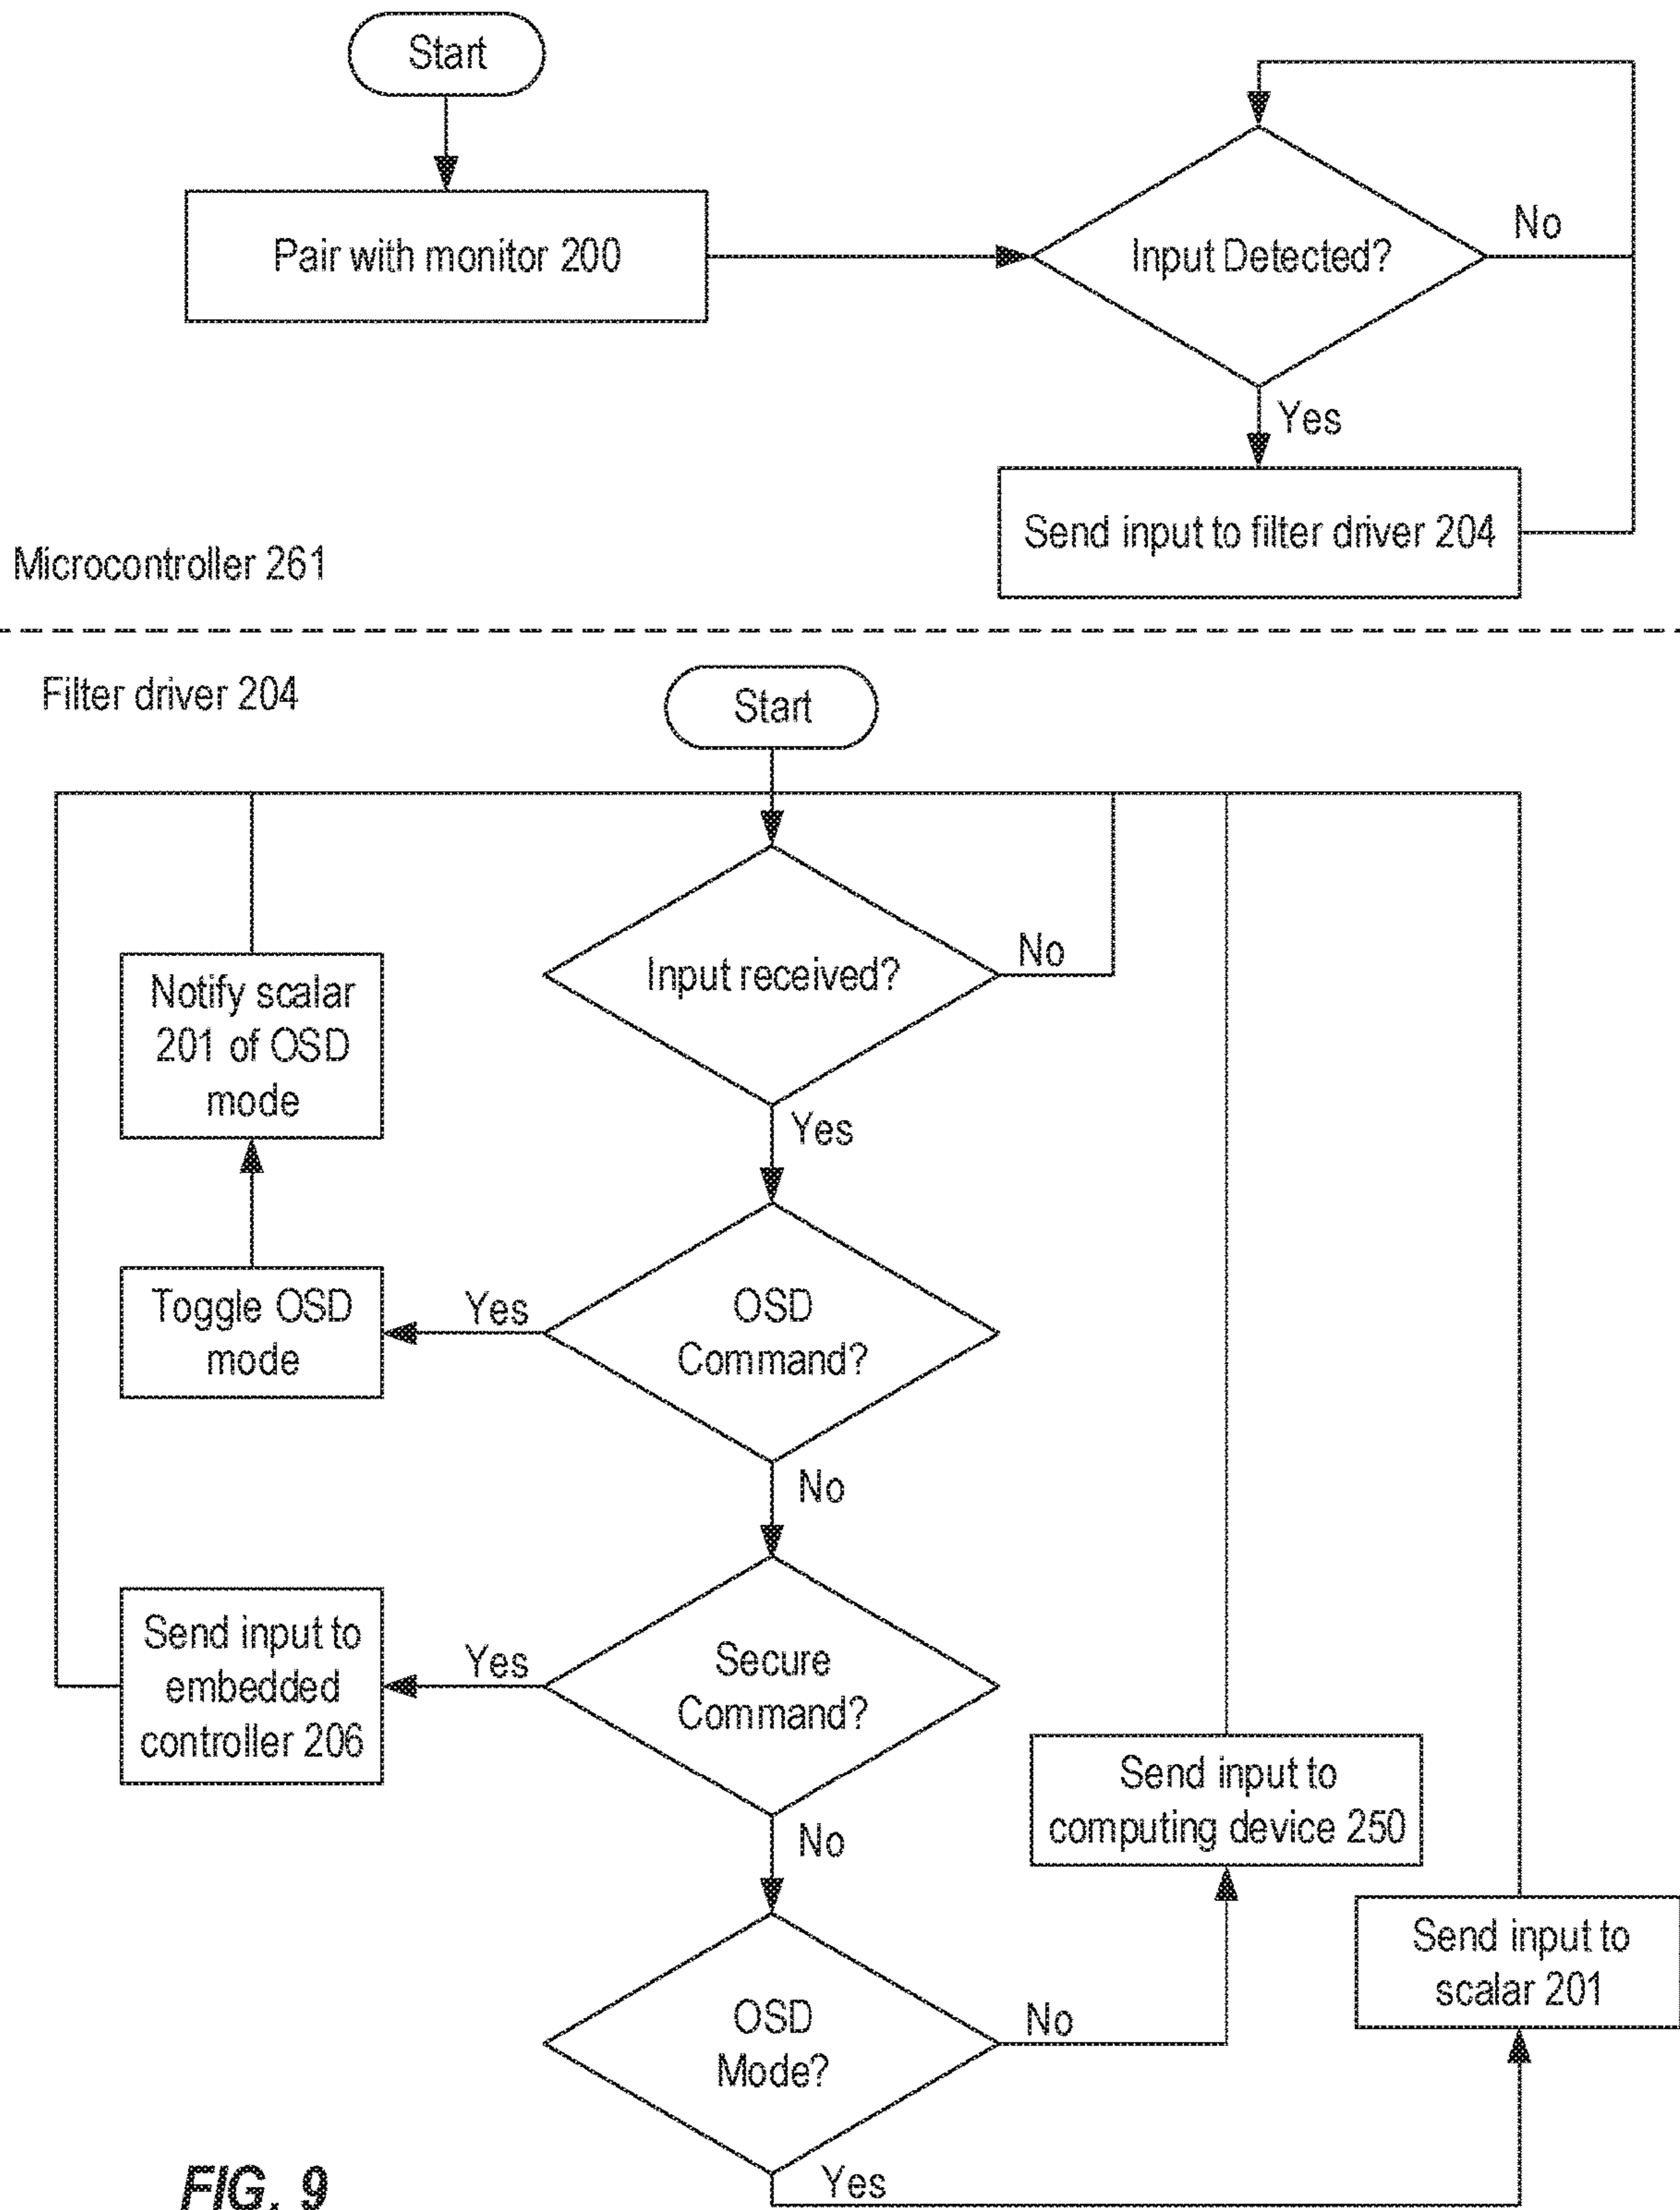 Start
Pair with monitor 200
Input Detected?
No
Yes
Send input to filter driver 204
Microcontroller 261
Filter driver 204
Start
Input received?
No
Yes
Notify scalar
201 of OSD
mode
Toggle OSD
mode
Yes
OSD
Command?
No
Send input to
embedded
controller 206
Yes
Secure
Command?
No
Send input to
computing device 250
Send input to
scalar 201
OSD
Mode?
No
Yes
FIG. 9